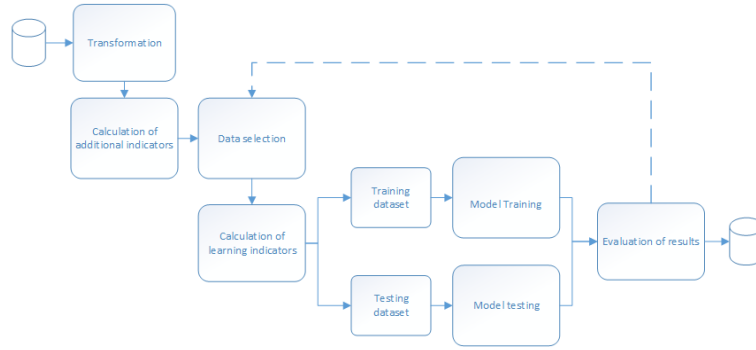 Transformation
Calculation of
additional indicators
Data selection
Calculation of
learning indicators
Training
dataset
Model Training
Testing
dataset
Model testing
Evaluation of results